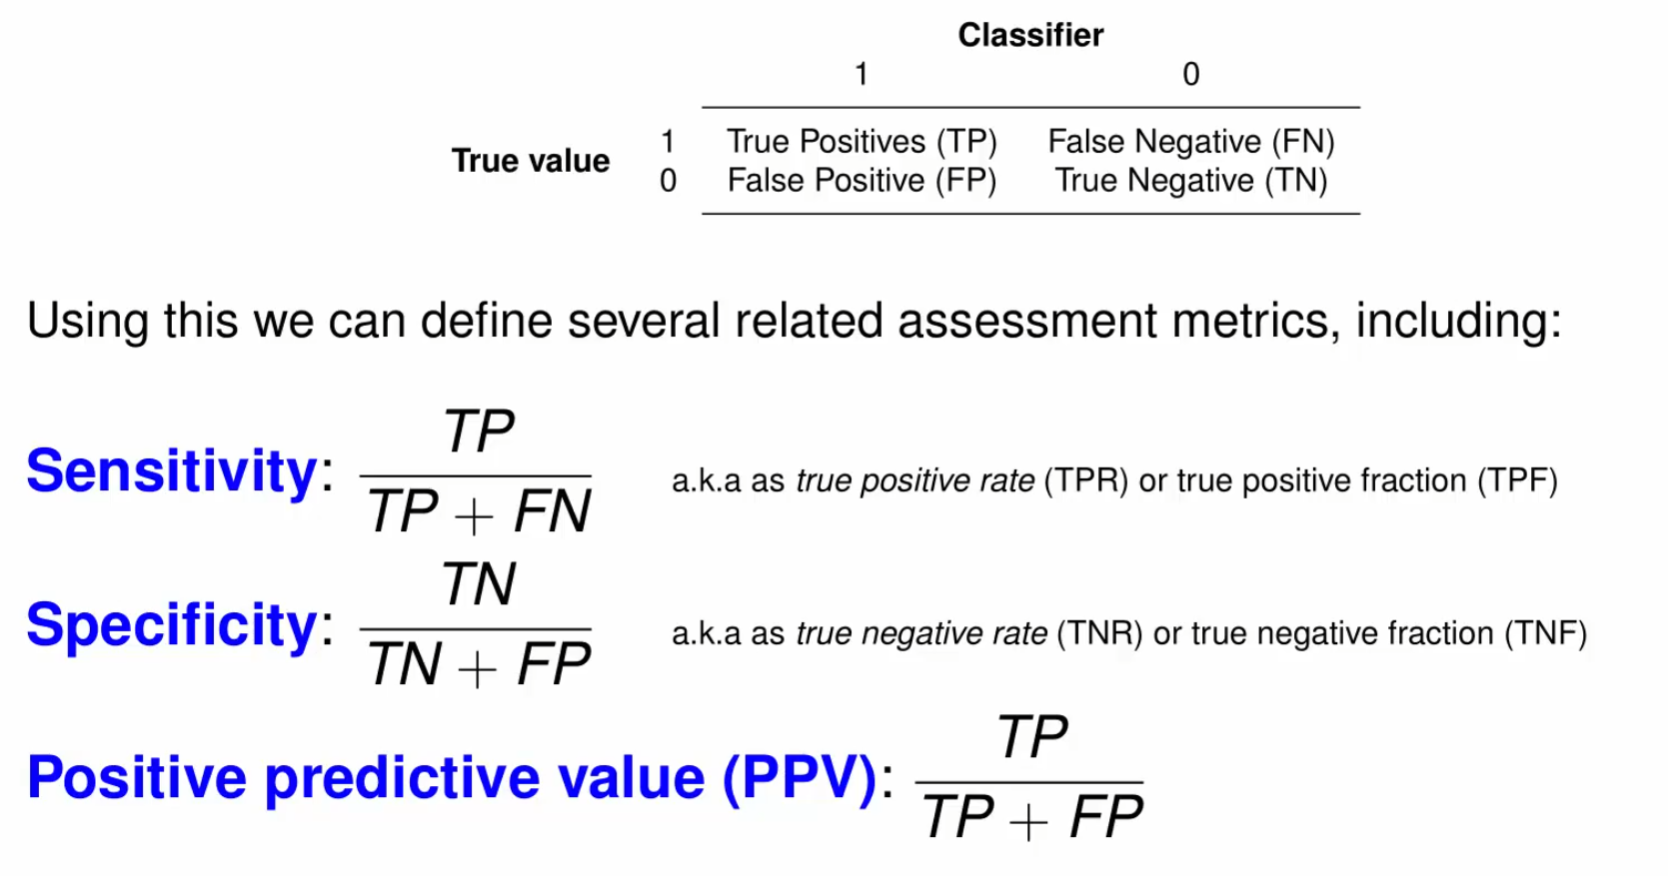 Classifier
1 0
1 True Positives (TP) False Negative (FN)
True value
0 False Positive (FP) True Negative (TN)
Using this we can define several related assessment metrics, including:
Sensitivity: TP / TP + FN a.k.a as true positive rate (TPR) or true positive fraction (TPF)
Specificity: TN / TN + FP a.k.a as true negative rate (TNR) or true negative fraction (TNF)
Positive predictive value (PPV): TP / TP + FP